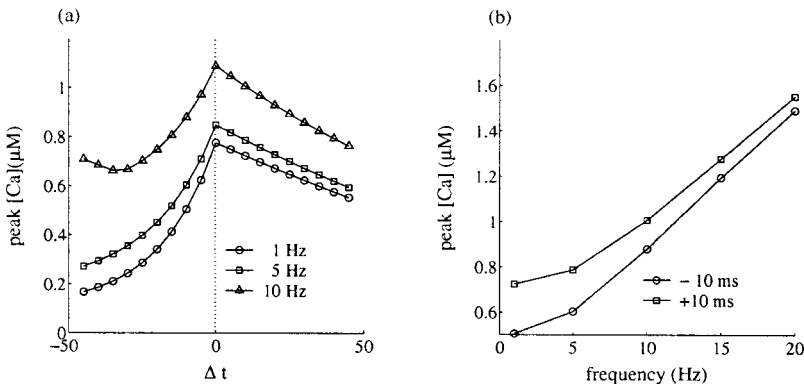 (a)
peak [Ca](μM)
1
0.8
0.6
0.4
0.2
0
−50
0
50
Δ t
1 Hz
5 Hz
10 Hz
(b)
peak [Ca] (μM)
1.6
1.4
1.2
1
0.8
0.6
0
5
10
15
20
frequency (Hz)
− 10 ms
+10 ms